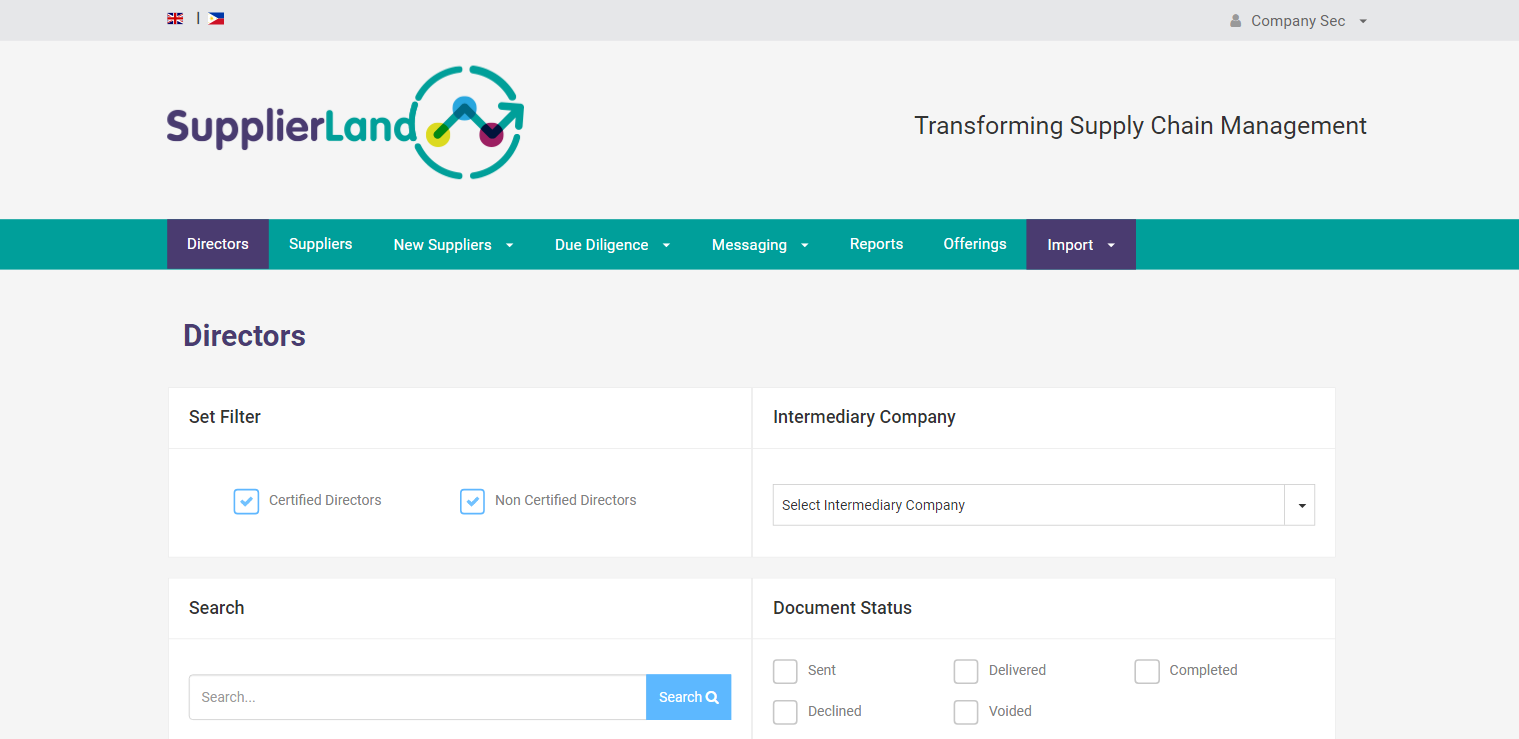 | Company Sec
SupplierLand
Transforming Supply Chain Management
Directors Suppliers New Suppliers Due Diligence Messaging Reports Offerings Import
Directors
Set Filter
Intermediary Company
Certified Directors Non Certified Directors
Select Intermediary Company
Search
Document Status
Sent Delivered Completed
Search... Search
Declined Voided